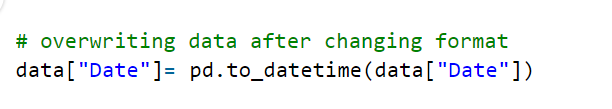 # overwriting data after changing format
data["Date"]= pd.to_datetime(data["Date"])